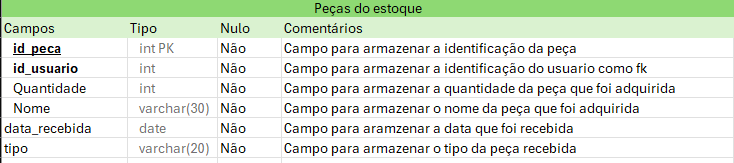 Peças do estoque
Campos Tipo Nulo Comentários
id_peca int PK Não Campo para armazenar a identificação da peça
id_usuario int Não Campo para armazenar a identificação do usuario como fk
Quantidade int Não Campo para armazenar a quantidade da peça que foi adquirida
Nome varchar(30) Não Campo para armazenar o nome da peça que foi adquirida
data_recebida date Não Campo para aramzenar a data que foi recebida
tipo varchar(20) Não Campo para armazenar o tipo da peça recebida